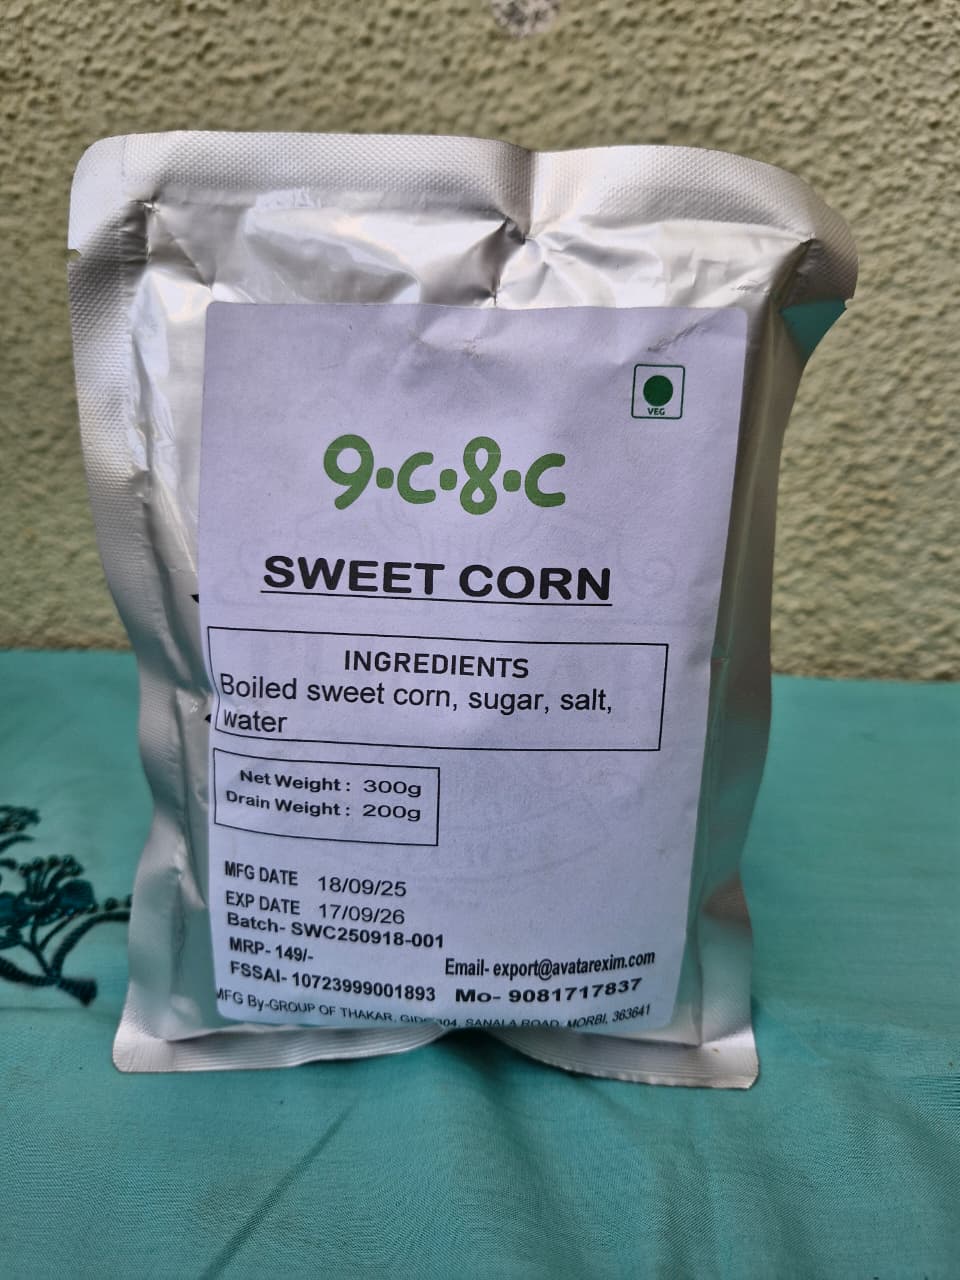 VEG
9·C·8·C
SWEET CORN
INGREDIENTS
Boiled sweet corn, sugar, salt,
water
Net Weight : 300g
Drain Weight : 200g
MFG DATE 18/09/25
EXP DATE 17/09/26
Batch- SWC250918-001
MRP- 149/-
FSSAI- 10723999001893
Email- export@avatarexim.com
Mo- 9081717837
MFG By-GROUP OF THAKAR, SANALA ROAD, MORBI, 363641